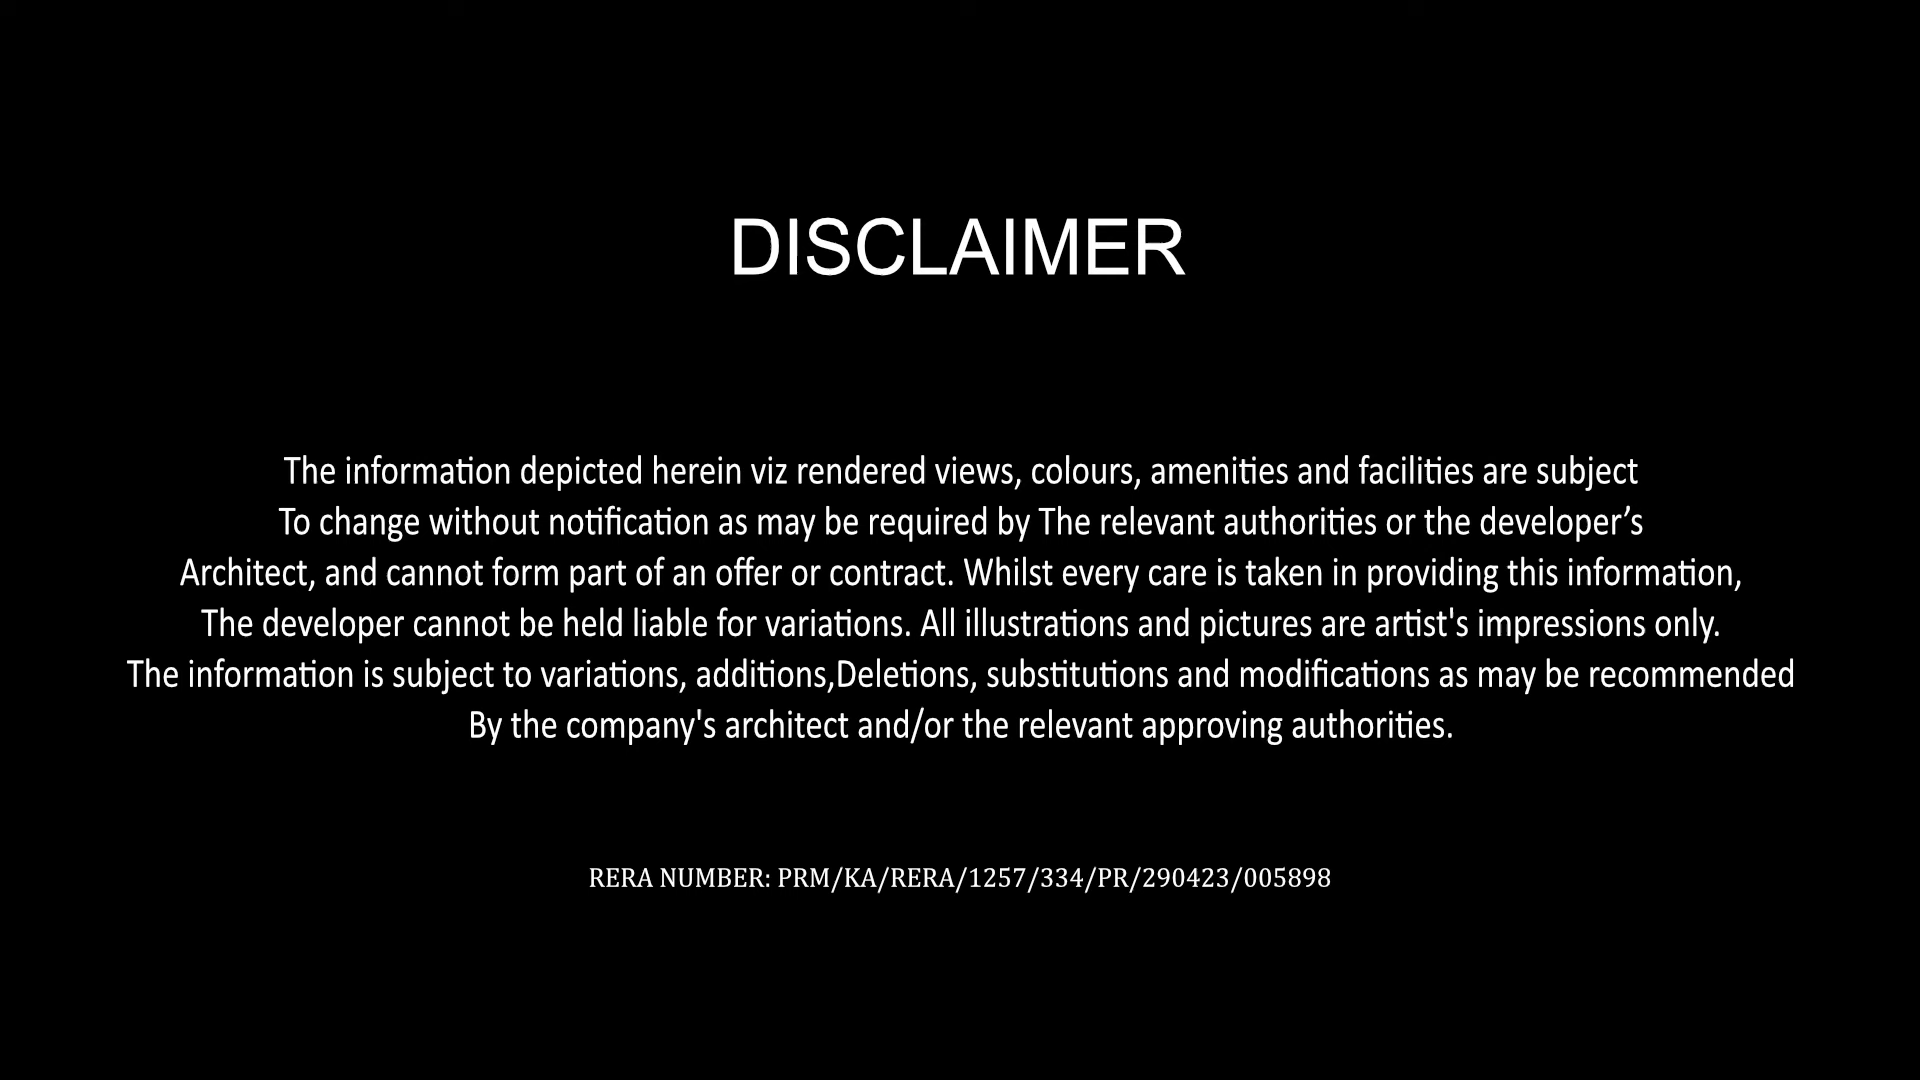 DISCLAIMER
The information depicted herein viz rendered views, colours, amenities and facilities are subject
To change without notification as may be required by The relevant authorities or the developer’s
Architect, and cannot form part of an offer or contract. Whilst every care is taken in providing this information,
The developer cannot be held liable for variations. All illustrations and pictures are artist's impressions only.
The information is subject to variations, additions,Deletions, substitutions and modifications as may be recommended
By the company's architect and/or the relevant approving authorities.
RERA NUMBER: PRM/KA/RERA/1257/334/PR/290423/005898